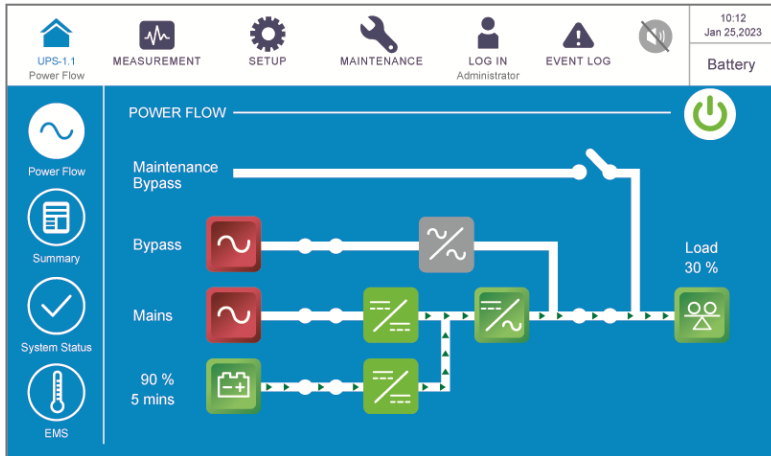 UPS-1.1
Power Flow
MEASUREMENT
SETUP
MAINTENANCE
LOG IN
Administrator
EVENT LOG
10:12
Jan 25,2023
Battery
Power Flow
Summary
System Status
EMS
POWER FLOW
Maintenance
Bypass
Bypass
Mains
90 %
5 mins
Load
30 %